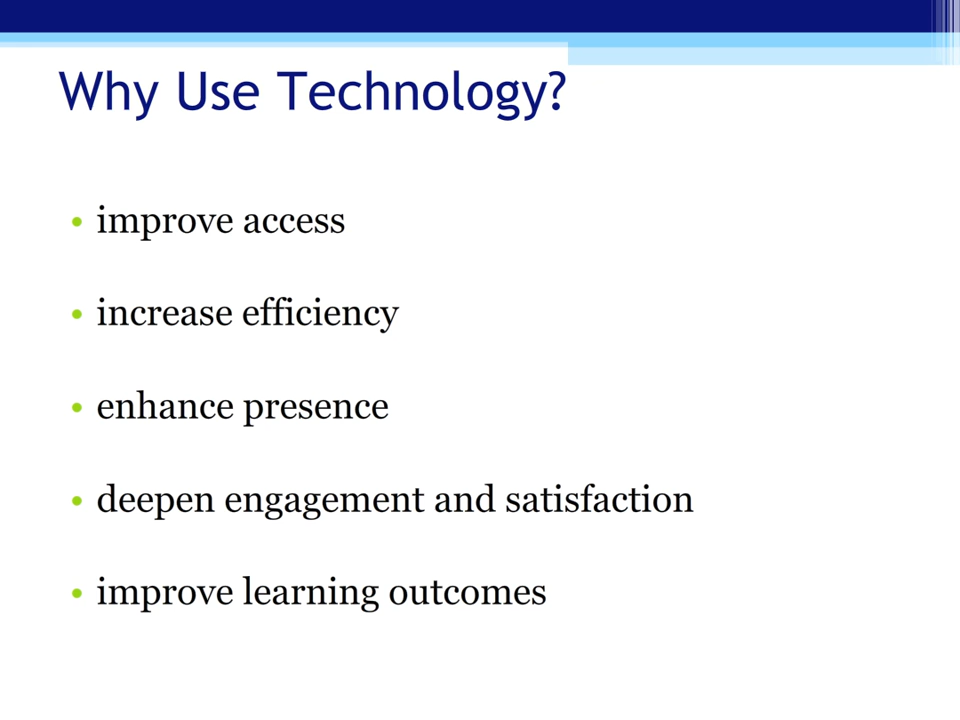 Why Use Technology?
• improve access
• increase efficiency
• enhance presence
• deepen engagement and satisfaction
• improve learning outcomes